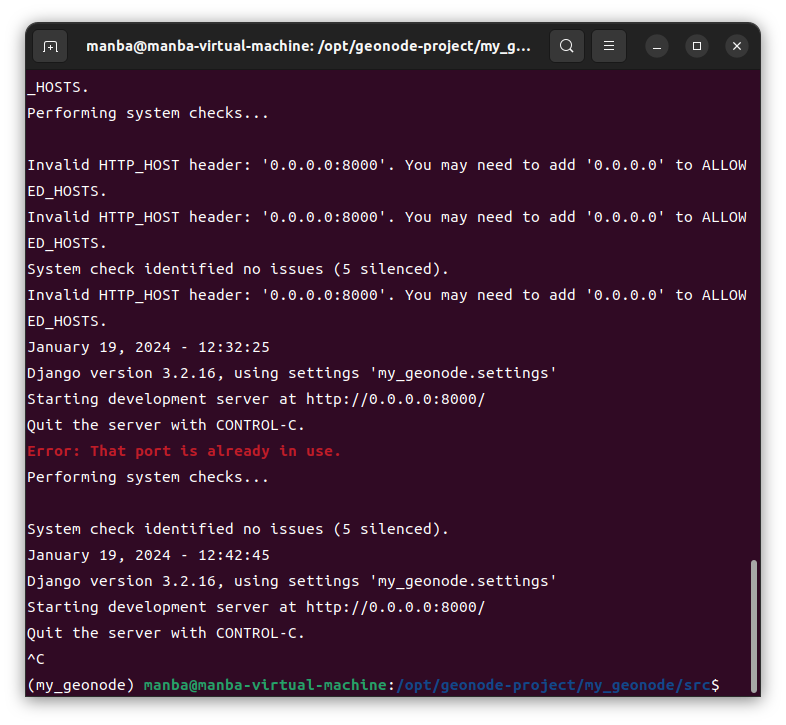 manba@manba-virtual-machine: /opt/geonode-project/my_g...
_HOSTS.
Performing system checks...
Invalid HTTP_HOST header: '0.0.0.0:8000'. You may need to add '0.0.0.0' to ALLOW
ED_HOSTS.
Invalid HTTP_HOST header: '0.0.0.0:8000'. You may need to add '0.0.0.0' to ALLOW
ED_HOSTS.
System check identified no issues (5 silenced).
Invalid HTTP_HOST header: '0.0.0.0:8000'. You may need to add '0.0.0.0' to ALLOW
ED_HOSTS.
January 19, 2024 - 12:32:25
Django version 3.2.16, using settings 'my_geonode.settings'
Starting development server at http://0.0.0.0:8000/
Quit the server with CONTROL-C.
Error: That port is already in use.
Performing system checks...
System check identified no issues (5 silenced).
January 19, 2024 - 12:42:45
Django version 3.2.16, using settings 'my_geonode.settings'
Starting development server at http://0.0.0.0:8000/
Quit the server with CONTROL-C.
^C
(my_geonode) manba@manba-virtual-machine:/opt/geonode-project/my_geonode/src$